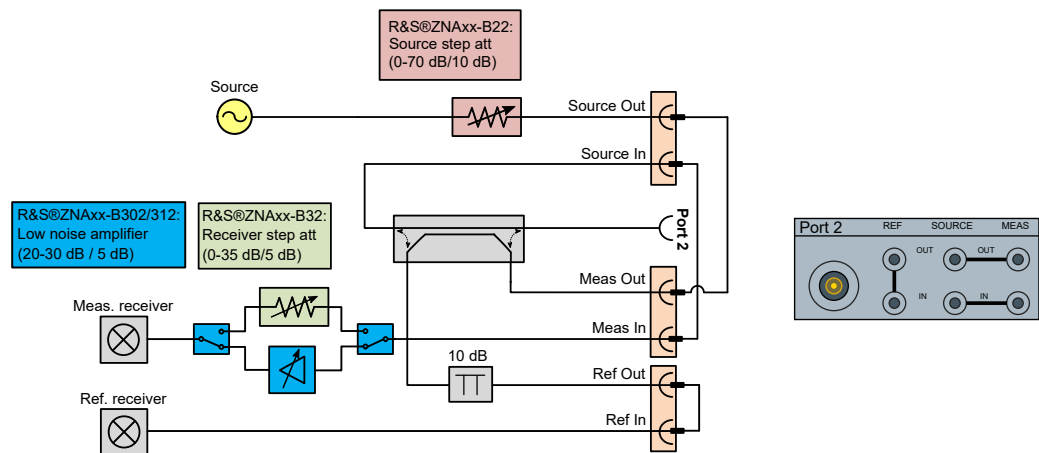 R&S®ZNAxx-B22:
Source step att
(0-70 dB/10 dB)
Source
Source Out
Source In
R&S®ZNAxx-B302/312:
Low noise amplifier
(20-30 dB / 5 dB)
R&S®ZNAxx-B32:
Receiver step att
(0-35 dB/5 dB)
Port 2
Meas Out
Meas. receiver
Meas In
10 dB
Ref Out
Ref. receiver
Ref In
Port 2 REF SOURCE MEAS
OUT OUT
IN IN